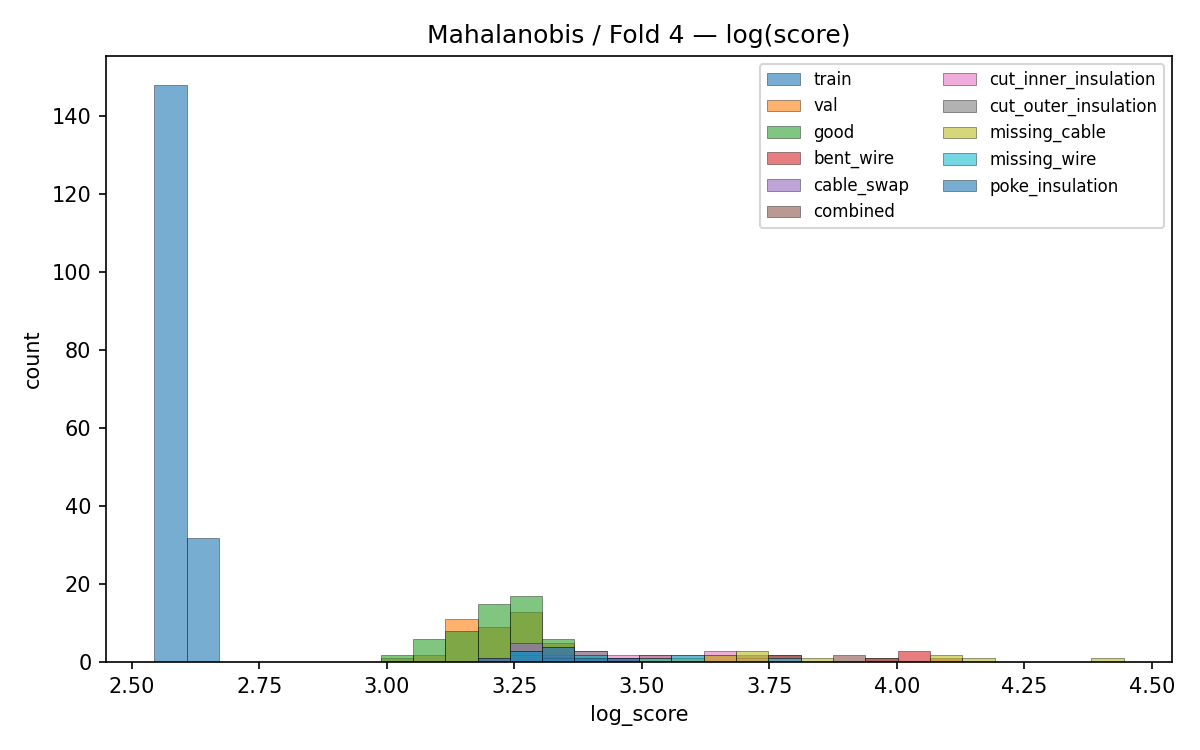 Mahalanobis / Fold 4 — log(score)
train
val
good
bent_wire
cable_swap
combined
cut_inner_insulation
cut_outer_insulation
missing_cable
missing_wire
poke_insulation
count
140
120
100
80
60
40
20
0
2.50 2.75 3.00 3.25 3.50 3.75 4.00 4.25 4.50
log_score